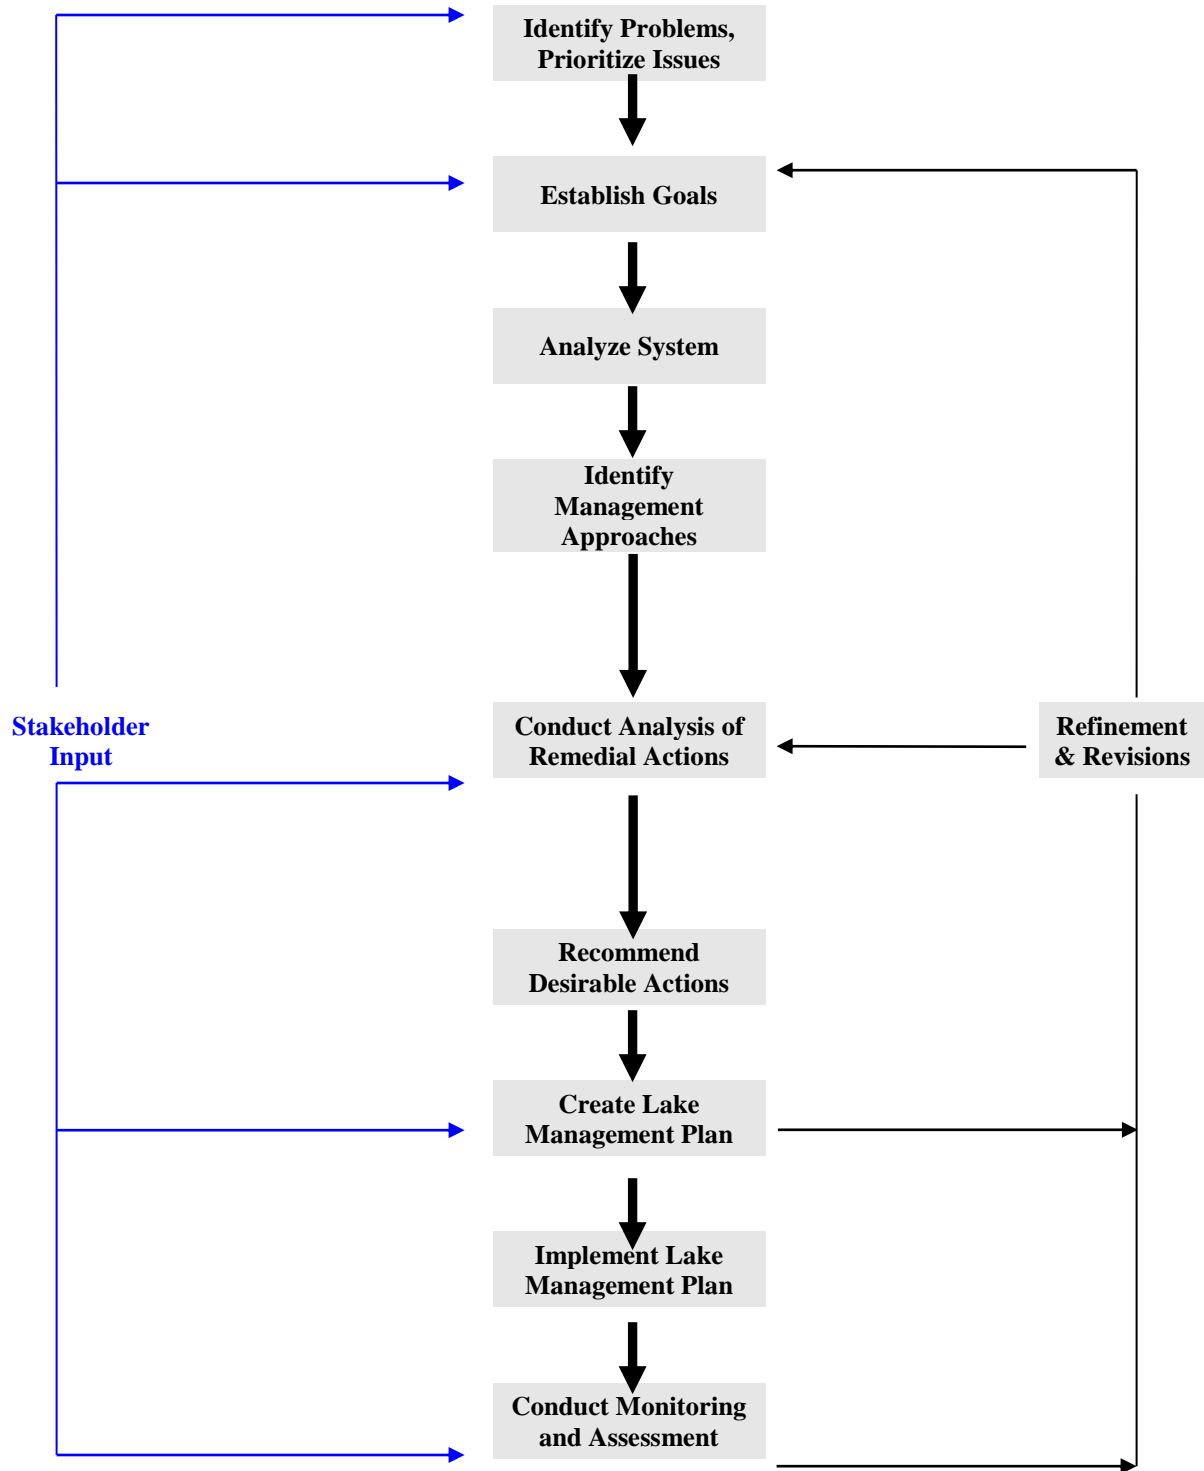 Identify Problems,
Prioritize Issues
Establish Goals
Analyze System
Identify
Management
Approaches
Stakeholder
Input
Conduct Analysis of
Remedial Actions
Refinement
& Revisions
Recommend
Desirable Actions
Create Lake
Management Plan
Implement Lake
Management Plan
Conduct Monitoring
and Assessment